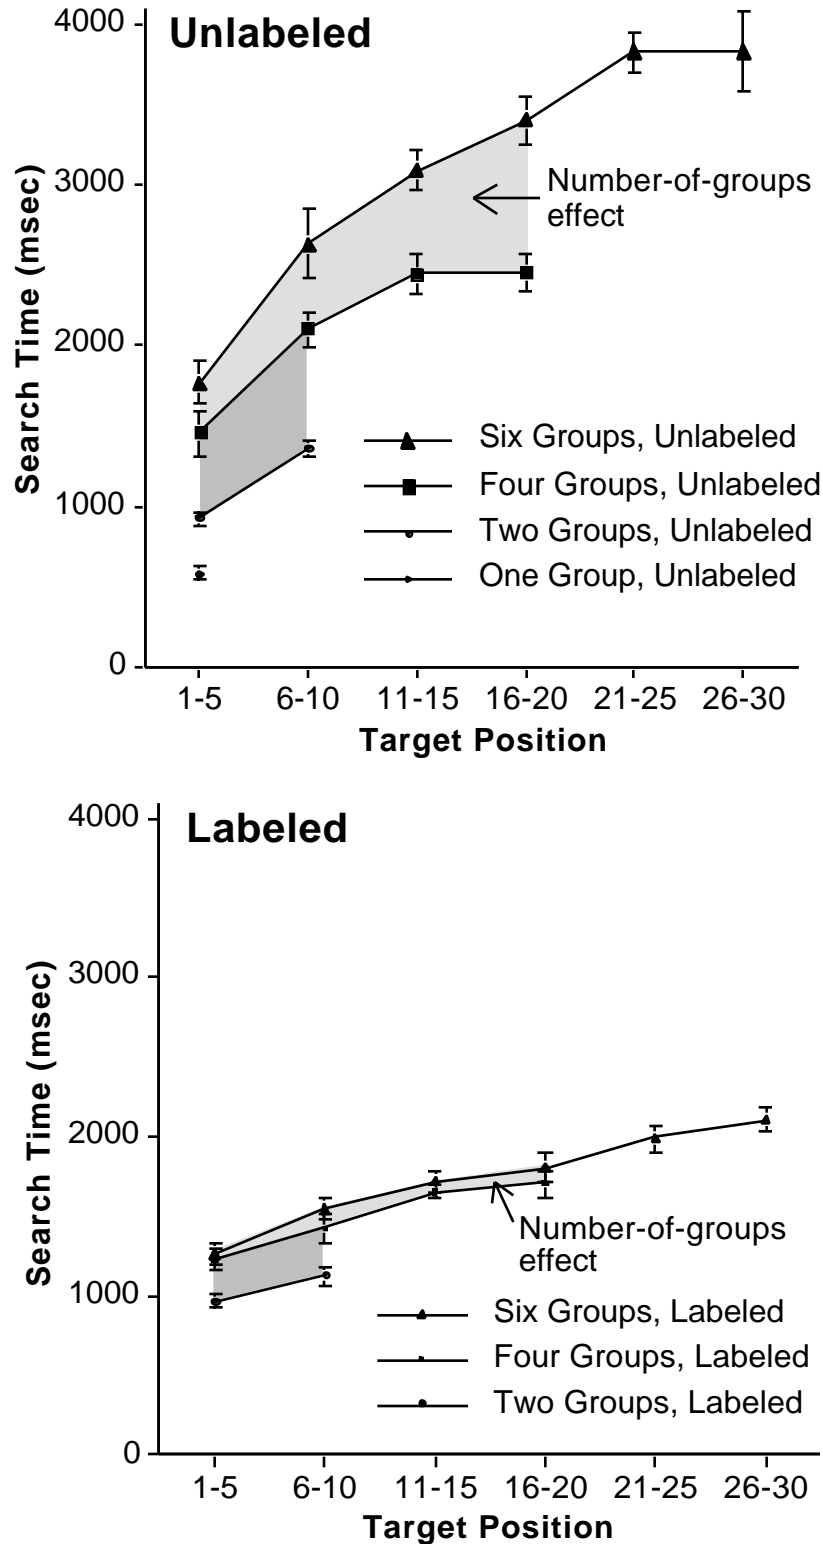 Unlabeled
4000
3000
2000
1000
0
Search Time (msec)
Number-of-groups
effect
Six Groups, Unlabeled
Four Groups, Unlabeled
Two Groups, Unlabeled
One Group, Unlabeled
1-5 6-10 11-15 16-20 21-25 26-30
Target Position
Labeled
4000
3000
2000
1000
0
Search Time (msec)
Number-of-groups
effect
Six Groups, Labeled
Four Groups, Labeled
Two Groups, Labeled
1-5 6-10 11-15 16-20 21-25 26-30
Target Position